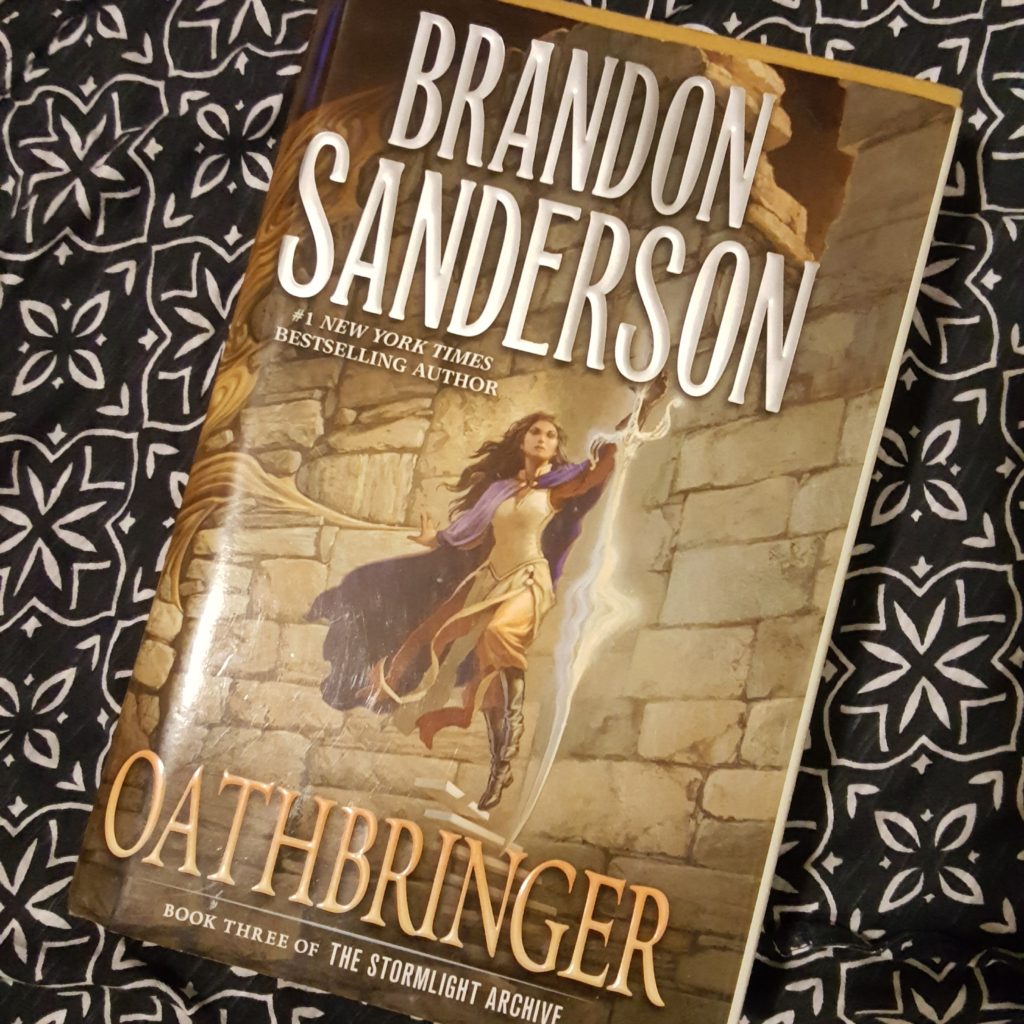 BRANDON
SANDERSON
#1 NEW YORK TIMES
BESTSELLING AUTHOR
OATHBRINGER
BOOK THREE OF THE STORMLIGHT ARCHIVE